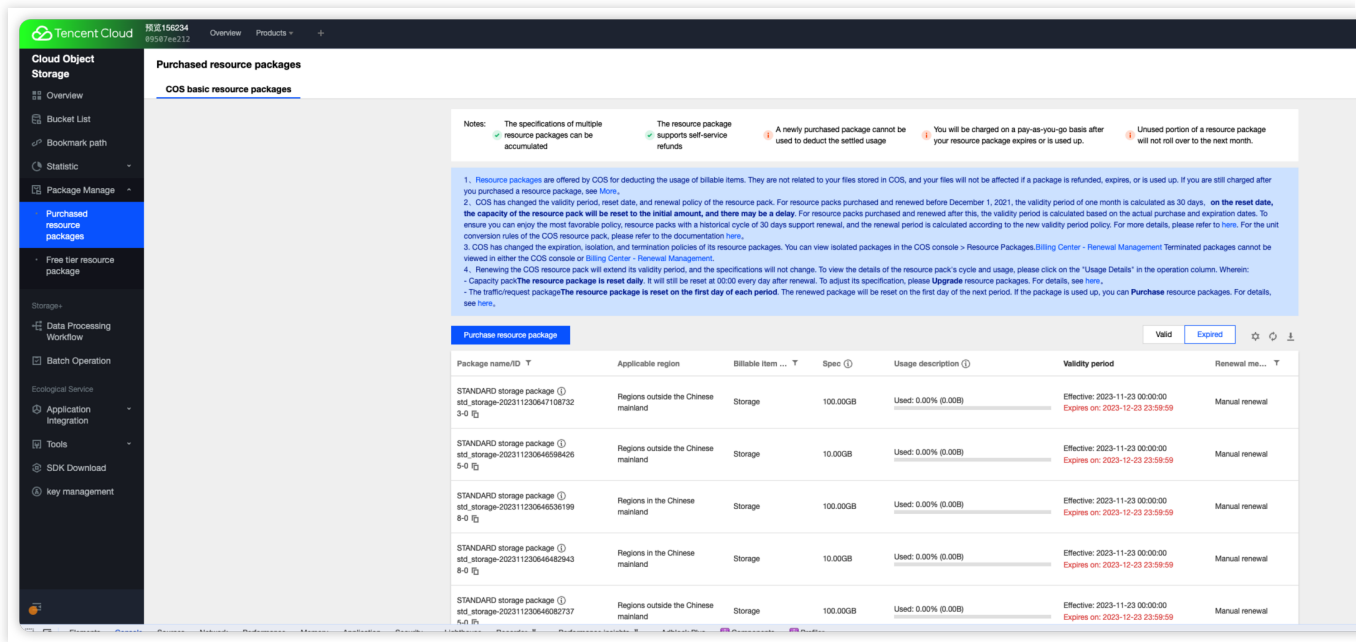 Tencent Cloud
预览156234
09507ee212
Overview
Products
Cloud Object
Storage
Overview
Bucket List
Bookmark path
Statistic
Package Manage
Purchased
resource
packages
Free tier resource
package
Storage+
Data Processing
Workflow
Batch Operation
Ecological Service
Application
Integration
Tools
SDK Download
key management
Purchased resource packages
COS basic resource packages
Notes:
The specifications of multiple
resource packages can be
accumulated
The resource package
supports self-service
refunds
A newly purchased package cannot be
used to deduct the settled usage
You will be charged on a pay-as-you-go basis after
your resource package expires or is used up.
Unused portion of a resource package
will not roll over to the next month.
1、Resource packages are offered by COS for deducting the usage of billable items. They are not related to your files stored in COS, and your files will not be affected if a package is refunded, expires, or is used up. If you are still charged after
you purchased a resource package, see More。
2、COS has changed the validity period, reset date, and renewal policy of the resource pack. For resource packs purchased and renewed before December 1, 2021, the validity period of one month is calculated as 30 days，on the reset date,
the capacity of the resource pack will be reset to the initial amount, and there may be a delay. For resource packs purchased and renewed after this, the validity period is calculated based on the actual purchase and expiration dates. To
ensure you can enjoy the most favorable policy, resource packs with a historical cycle of 30 days support renewal, and the renewal period is calculated according to the new validity period policy. For more details, please refer to here. For the unit
conversion rules of the COS resource pack, please refer to the documentation here。
3. COS has changed the expiration, isolation, and termination policies of its resource packages. You can view isolated packages in the COS console > Resource Packages.Billing Center - Renewal Management Terminated packages cannot be
viewed in either the COS console or Billing Center - Renewal Management.
4、Renewing the COS resource pack will extend its validity period, and the specifications will not change. To view the details of the resource pack's cycle and usage, please click on the "Usage Details" in the operation column. Wherein:
- Capacity packThe resource package is reset daily. It will still be reset at 00:00 every day after renewal. To adjust its specification, please Upgrade resource packages. For details, see here。
- The traffic/request packageThe resource package is reset on the first day of each period. The renewed package will be reset on the first day of the next period. If the package is used up, you can Purchase resource packages. For details,
see here。
Purchase resource package
Valid
Expired
Package name/ID
Applicable region
Billable item ...
Spec
Usage description
Validity period
Renewal me...
STANDARD storage package
std_storage-202311230647108732
3-0
Regions outside the Chinese
mainland
Storage
100.00GB
Used: 0.00% (0.00B)
Effective: 2023-11-23 00:00:00
Expires on: 2023-12-23 23:59:59
Manual renewal
STANDARD storage package
std_storage-202311230646598426
5-0
Regions outside the Chinese
mainland
Storage
10.00GB
Used: 0.00% (0.00B)
Effective: 2023-11-23 00:00:00
Expires on: 2023-12-23 23:59:59
Manual renewal
STANDARD storage package
std_storage-202311230646536199
8-0
Regions in the Chinese
mainland
Storage
100.00GB
Used: 0.00% (0.00B)
Effective: 2023-11-23 00:00:00
Expires on: 2023-12-23 23:59:59
Manual renewal
STANDARD storage package
std_storage-202311230646482943
8-0
Regions in the Chinese
mainland
Storage
10.00GB
Used: 0.00% (0.00B)
Effective: 2023-11-23 00:00:00
Expires on: 2023-12-23 23:59:59
Manual renewal
STANDARD storage package
std_storage-202311230646082737
5-0
Regions outside the Chinese
mainland
Storage
100.00GB
Used: 0.00% (0.00B)
Effective: 2023-11-23 00:00:00
Expires on: 2023-12-23 23:59:59
Manual renewal